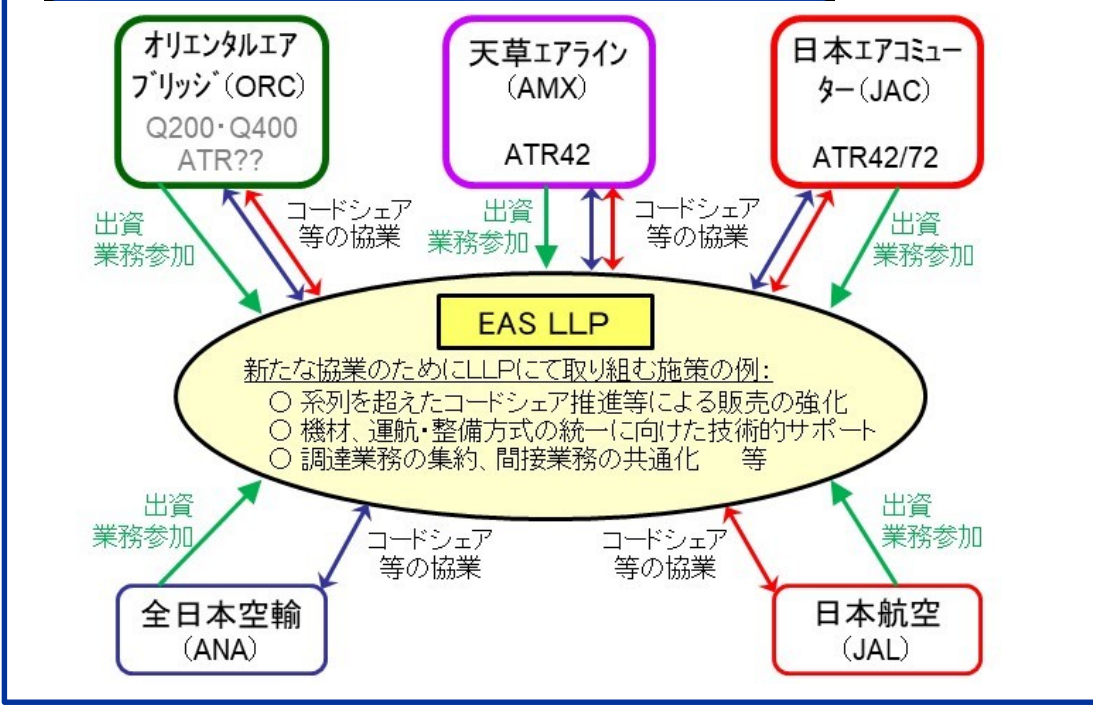 オリエンタルエア
ブリッジ(ORC)
Q200・Q400
ATR??
天草エアライン
(AMX)
ATR42
日本エアコミュー
ター(JAC)
ATR42/72
出資
業務参加
コードシェア
等の協業
出資
業務参加
コードシェア
等の協業
出資
業務参加
EAS LLP
新たな協業のためにLLPにて取り組む施策の例:
○ 系列を超えたコードシェア推進等による販売の強化
○ 機材、運航・整備方式の統一に向けた技術的サポート
○ 調達業務の集約、間接業務の共通化　等
出資
業務参加
コードシェア
等の協業
コードシェア
等の協業
出資
業務参加
全日本空輸
(ANA)
日本航空
(JAL)